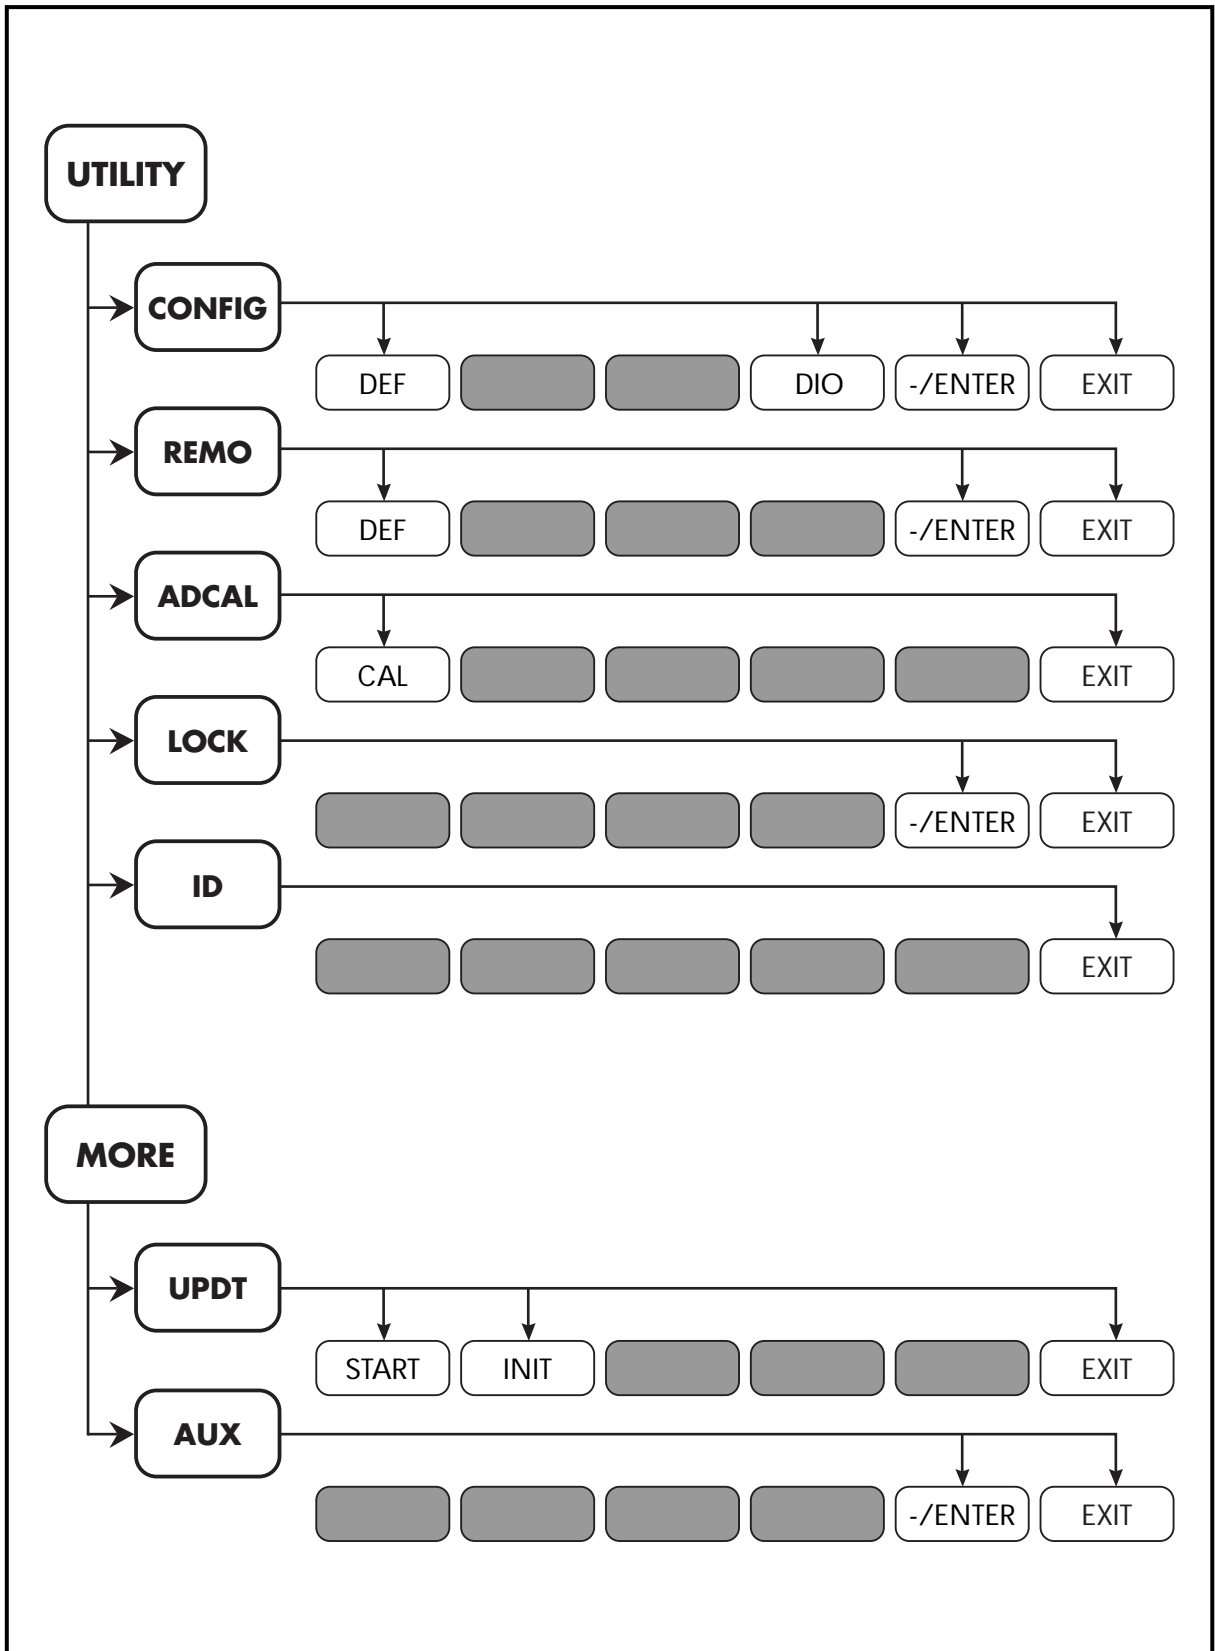 UTILITY
CONFIG
DEF DIO -/ENTER EXIT
REMO
DEF -/ENTER EXIT
ADCAL
CAL EXIT
LOCK
-/ENTER EXIT
ID
EXIT
MORE
UPDT
START INIT EXIT
AUX
-/ENTER EXIT